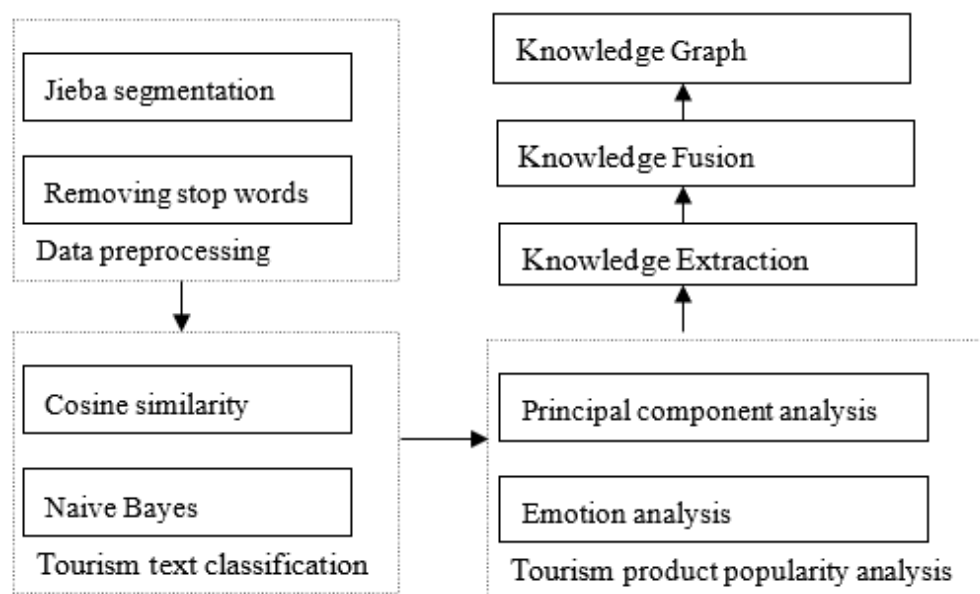 Jieba segmentation
Removing stop words
Data preprocessing
Cosine similarity
Naive Bayes
Tourism text classification
Principal component analysis
Emotion analysis
Tourism product popularity analysis
Knowledge Extraction
Knowledge Fusion
Knowledge Graph